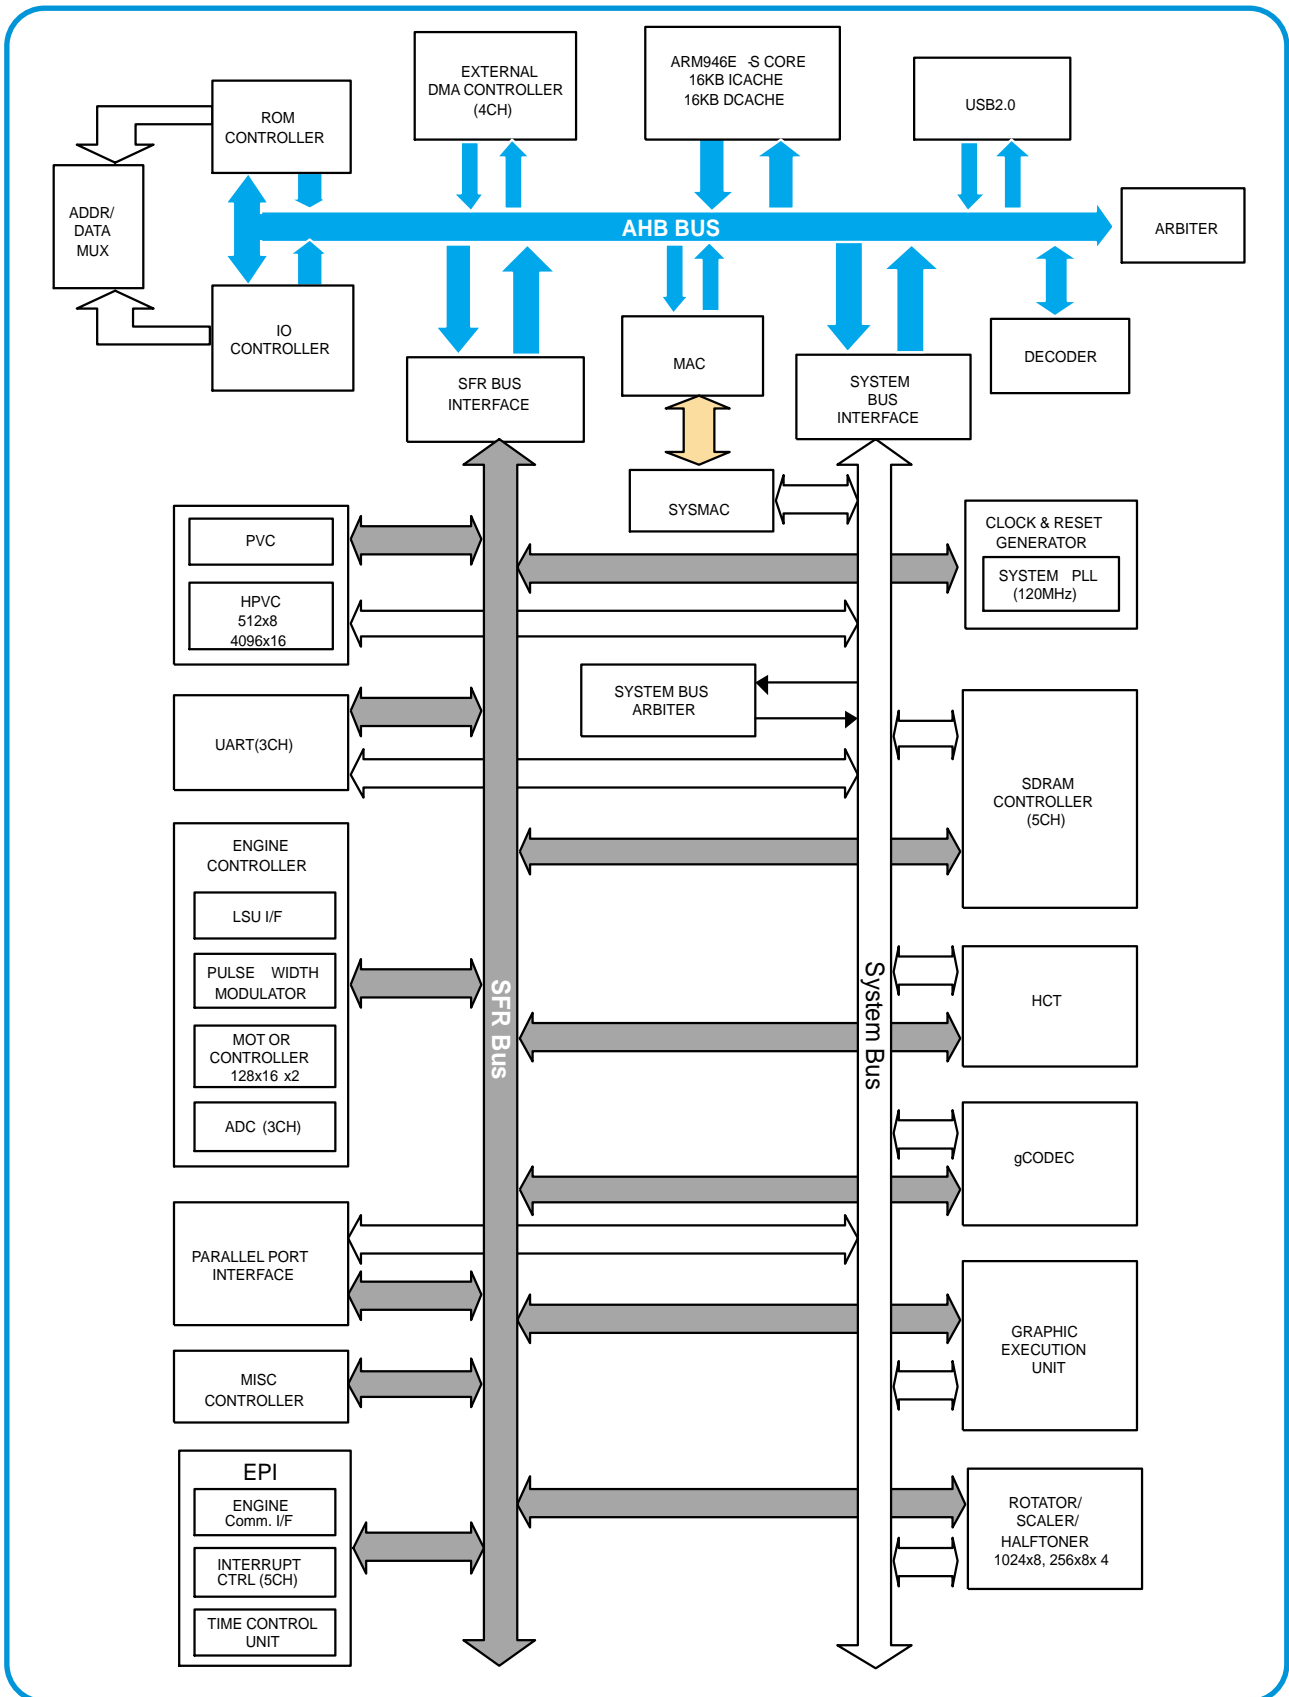 EXTERNAL
DMA CONTROLLER
(4CH)
ARM946E -S CORE
16KB ICACHE
16KB DCACHE
USB2.0
ROM
CONTROLLER
ADDR/
DATA
MUX
AHB BUS
ARBITER
IO
CONTROLLER
SFR BUS
INTERFACE
MAC
SYSTEM
BUS
INTERFACE
DECODER
SYSMAC
PVC
HPVC
512x8
4096x16
CLOCK & RESET
GENERATOR
SYSTEM PLL
(120MHz)
SYSTEM BUS
ARBITER
UART(3CH)
SDRAM
CONTROLLER
(5CH)
ENGINE
CONTROLLER
LSU I/F
PULSE WIDTH
MODULATOR
MOT OR
CONTROLLER
128x16 x2
ADC (3CH)
SFR Bus
System Bus
HCT
gCODEC
PARALLEL PORT
INTERFACE
GRAPHIC
EXECUTION
UNIT
MISC
CONTROLLER
EPI
ENGINE
Comm. I/F
INTERRUPT
CTRL (5CH)
TIME CONTROL
UNIT
ROTATOR/
SCALER/
HALFTONER
1024x8, 256x8x 4